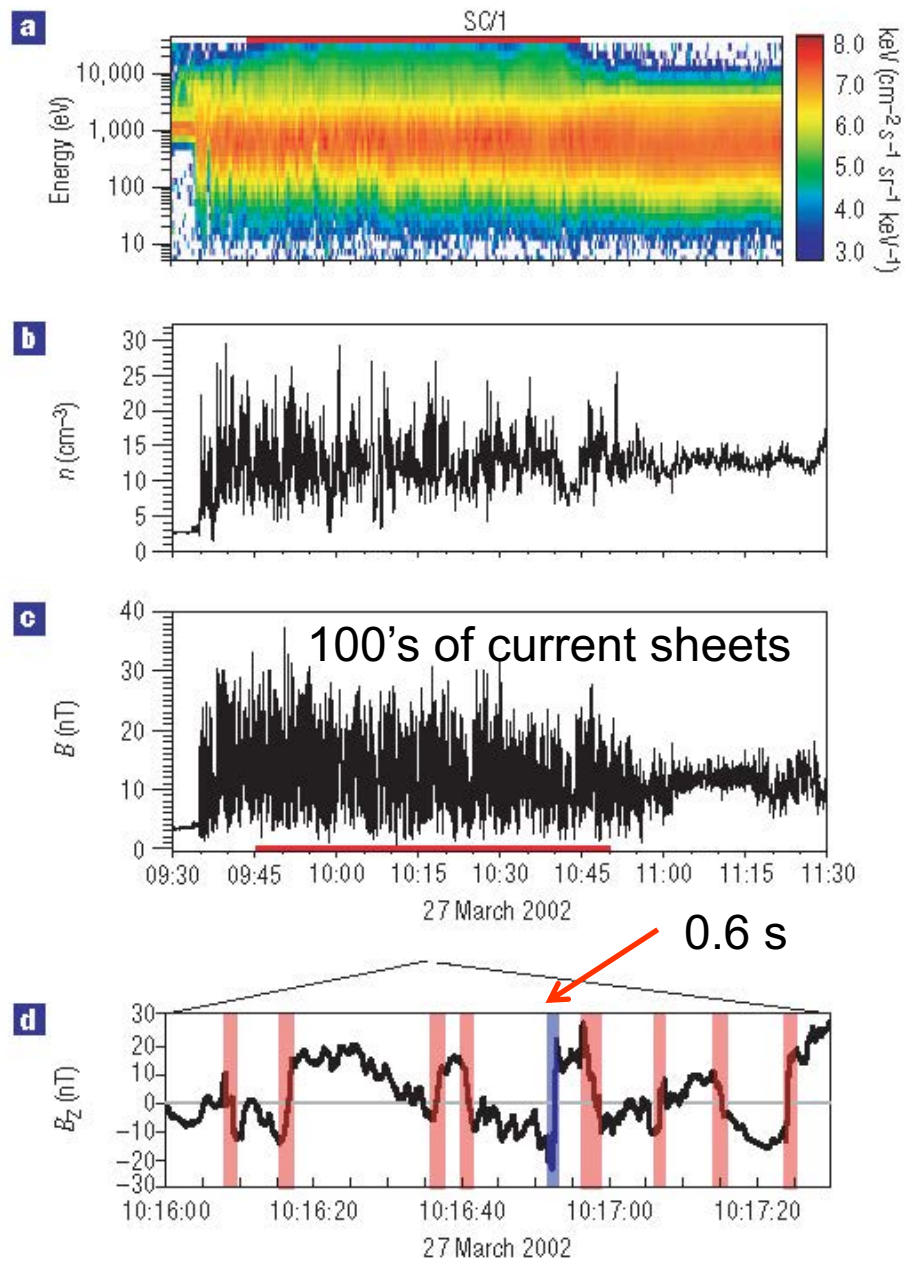 a
SC/1
10,000
1,000
100
10
Energy (eV)
8.0
7.0
6.0
5.0
4.0
3.0
keV (cm⁻² s⁻¹ sr⁻¹ keV⁻¹)
b
30
25
20
15
10
5
0
n (cm⁻³)
c
40
30
20
10
0
B (nT)
100's of current sheets
09:30 09:45 10:00 10:15 10:30 10:45 11:00 11:15 11:30
27 March 2002
0.6 s
d
30
20
10
0
−10
−20
−30
B_Z (nT)
10:16:00 10:16:20 10:16:40 10:17:00 10:17:20
27 March 2002